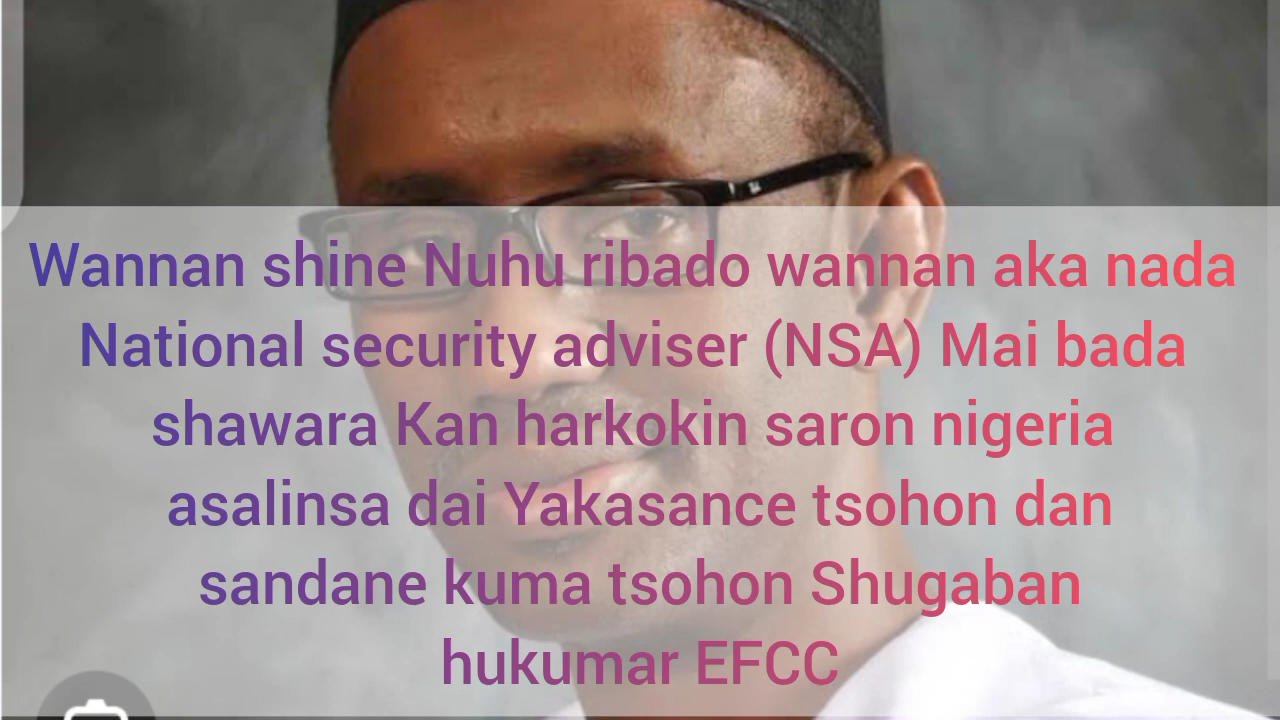 Wannan shine Nuhu ribado wannan aka nada
National security adviser (NSA) Mai bada
shawara Kan harkokin saron nigeria
asalinsa dai Yakasance tsohon dan
sandane kuma tsohon Shugaban
hukumar EFCC